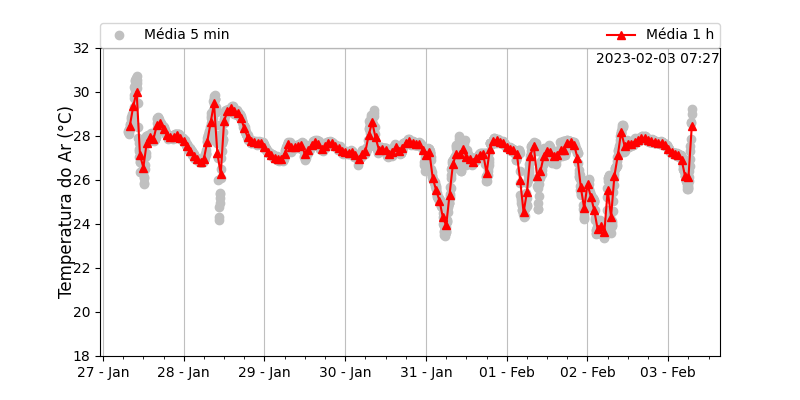 Média 5 min
Média 1 h
2023-02-03 07:27
Temperatura do Ar (°C)
32
30
28
26
24
22
20
18
27 - Jan
28 - Jan
29 - Jan
30 - Jan
31 - Jan
01 - Feb
02 - Feb
03 - Feb